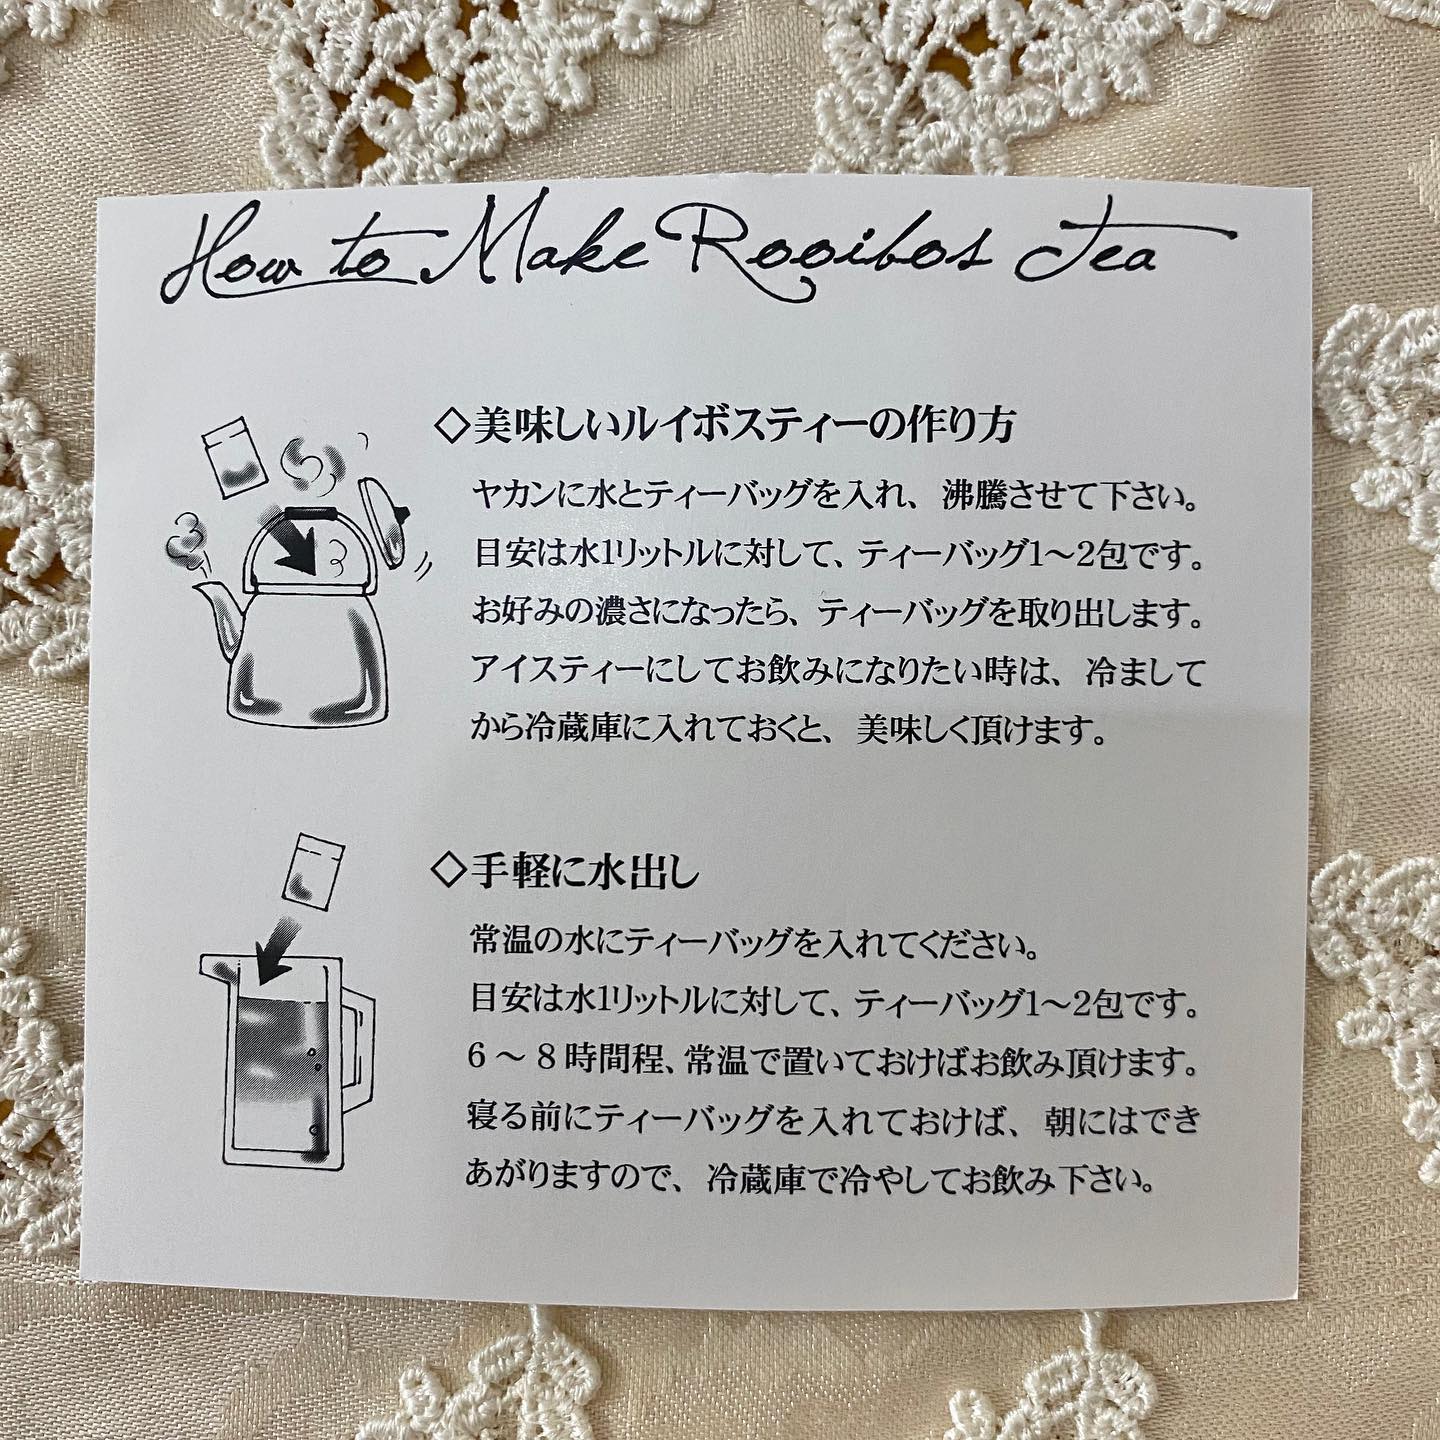 How to Make Rooibos Tea
◇美味しいルイボスティーの作り方
ヤカンに水とティーバッグを入れ、沸騰させて下さい。
目安は水1リットルに対して、ティーバッグ1～2包です。
お好みの濃さになったら、ティーバッグを取り出します。
アイスティーにしてお飲みになりたい時は、冷まして
から冷蔵庫に入れておくと、美味しく頂けます。
◇手軽に水出し
常温の水にティーバッグを入れてください。
目安は水1リットルに対して、ティーバッグ1～2包です。
6～8時間程、常温で置いておけばお飲み頂けます。
寝る前にティーバッグを入れておけば、朝にはでき
あがりますので、冷蔵庫で冷やしてお飲み下さい。